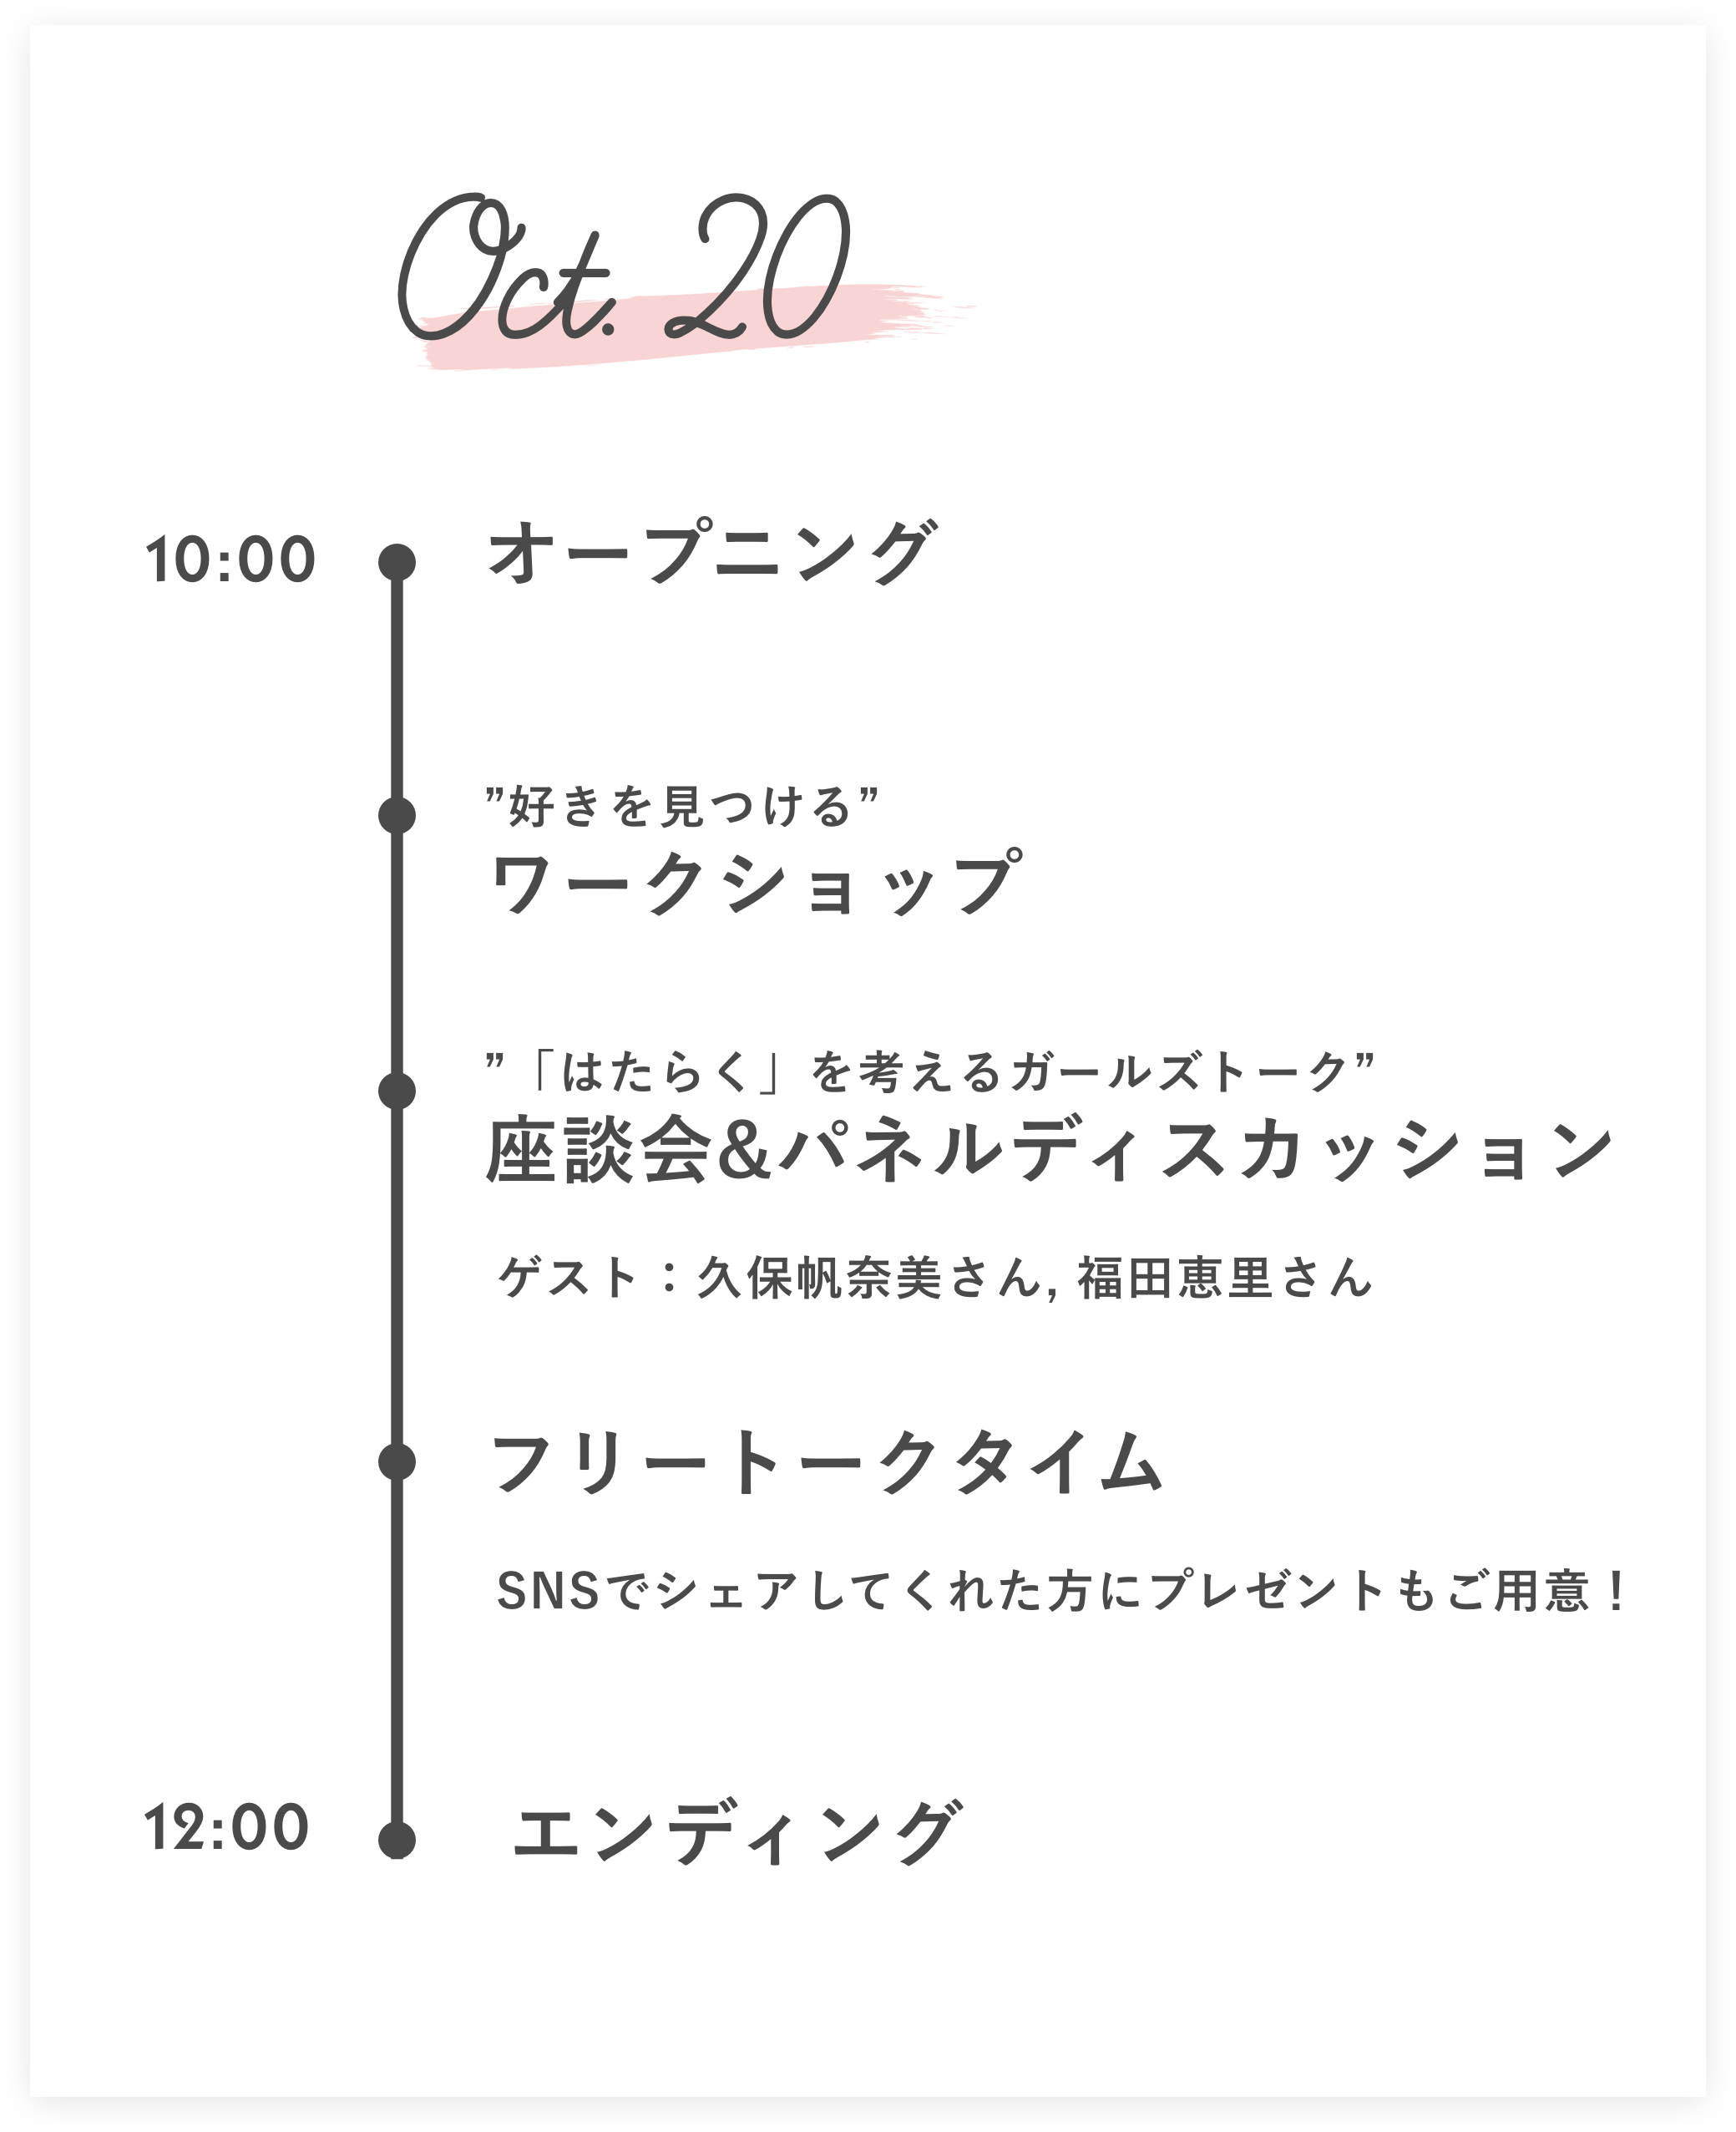 Oct. 20
10:00 オープニング
”好きを見つける”
ワークショップ
”「はたらく」を考えるガールズトーク”
座談会&パネルディスカッション
ゲスト：久保帆奈美さん, 福田恵里さん
フリートークタイム
SNSでシェアしてくれた方にプレゼントもご用意！
12:00 エンディング